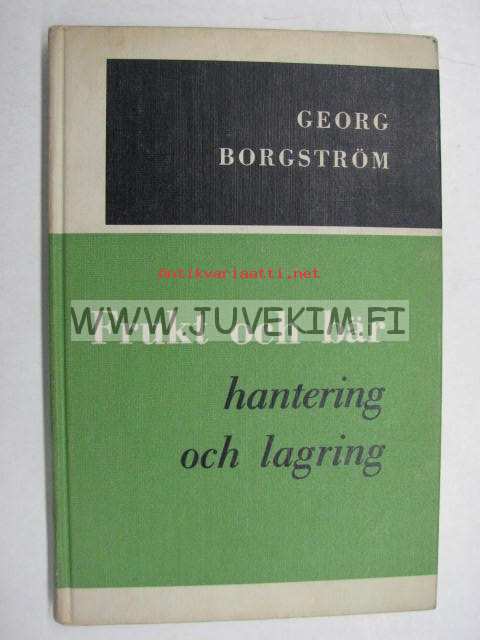 GEORG
BORGSTRÖM
Antikvariaatti.net
WWW.JUVEKIM.FI
Frukt och bär
hantering
och lagring